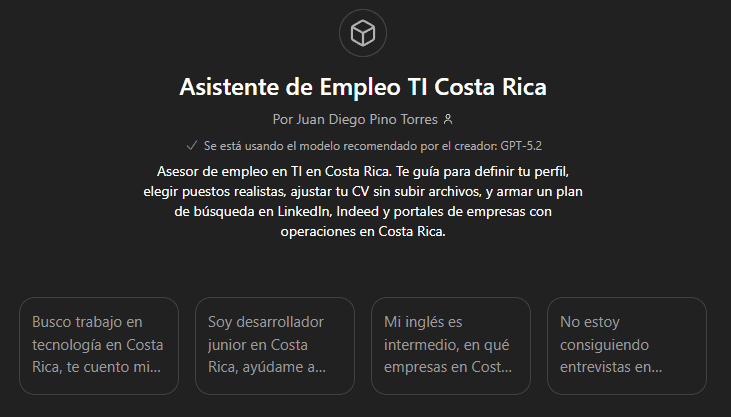 Asistente de Empleo TI Costa Rica
Por Juan Diego Pino Torres
Se está usando el modelo recomendado por el creador: GPT-5.2
Asesor de empleo en TI en Costa Rica. Te guía para definir tu perfil,
elegir puestos realistas, ajustar tu CV sin subir archivos, y armar un plan
de búsqueda en LinkedIn, Indeed y portales de empresas con
operaciones en Costa Rica.
Busco trabajo en
tecnología en Costa
Rica, te cuento mi...
Soy desarrollador
junior en Costa
Rica, ayúdame a...
Mi inglés es
intermedio, en qué
empresas en Cost...
No estoy
consiguiendo
entrevistas en...